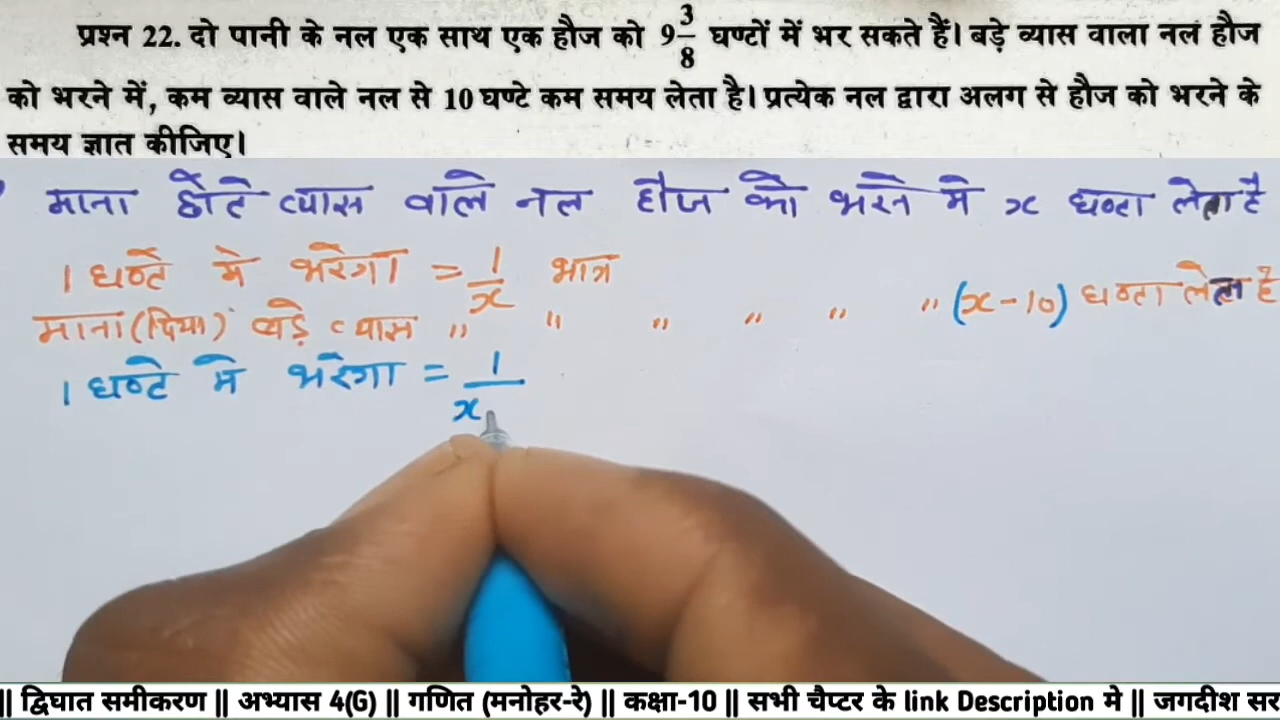 प्रश्न 22. दो पानी के नल एक साथ एक हौज को 9 3/8 घण्टों में भर सकते हैं। बड़े व्यास वाला नल हौज
को भरने में, कम व्यास वाले नल से 10 घण्टे कम समय लेता है। प्रत्येक नल द्वारा अलग से हौज को भरने के
समय ज्ञात कीजिए।
माना छोटे व्यास वाले नल हौज को भरने मे x घण्टा लेता है
1 घण्टे मे भरेगा = 1/x भात्र
माना (दिया) बड़े व्यास " " " " " " (x-10) घण्टा लेता है
1 घण्टे मे भरेगा = 1/x
|| द्विघात समीकरण || अभ्यास 4(G) || गणित (मनोहर-रे) || कक्षा-10 || सभी चैप्टर के link Description मे || जगदीश सर